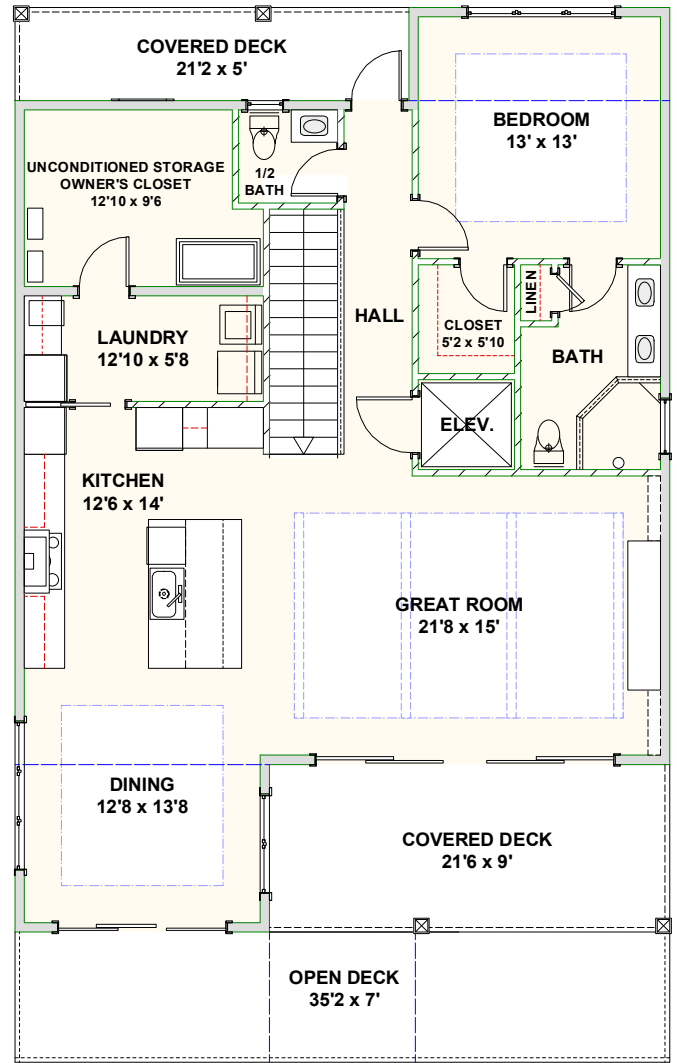 COVERED DECK
21'2 x 5'
BEDROOM
13' x 13'
UNCONDITIONED STORAGE
OWNER'S CLOSET
12'10 x 9'6
1/2
BATH
LAUNDRY
12'10 x 5'8
HALL
CLOSET
5'2 x 5'10
LINEN
BATH
ELEV.
KITCHEN
12'6 x 14'
GREAT ROOM
21'8 x 15'
DINING
12'8 x 13'8
COVERED DECK
21'6 x 9'
OPEN DECK
35'2 x 7'